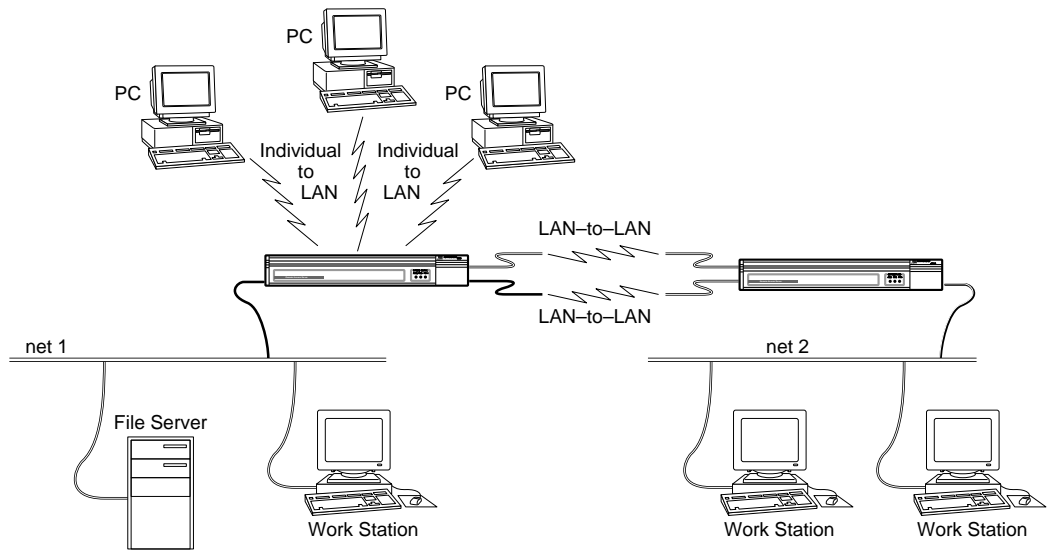 PC
PC
PC
Individual
to
LAN
Individual
to
LAN
LAN–to–LAN
LAN–to–LAN
net 1
net 2
File Server
Work Station
Work Station
Work Station